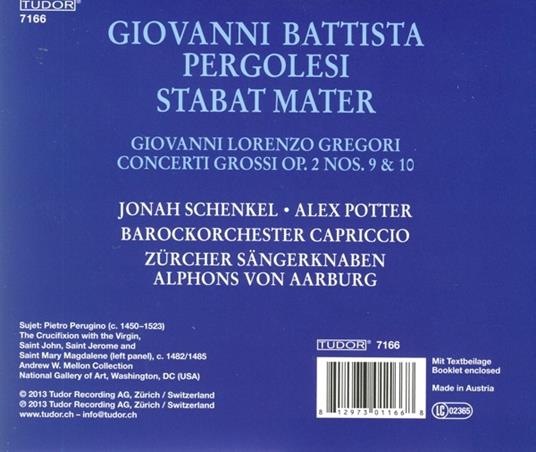 TUDOR®
7166
GIOVANNI BATTISTA
PERGOLESI
STABAT MATER
GIOVANNI LORENZO GREGORI
CONCERTI GROSSI OP. 2 NOS. 9 & 10
JONAH SCHENKEL • ALEX POTTER
BAROCKORCHESTER CAPRICCIO
ZÜRCHER SÄNGERKNABEN
ALPHONS VON AARBURG
Sujet: Pietro Perugino (c. 1450–1523)
The Crucifixion with the Virgin,
Saint John, Saint Jerome and
Saint Mary Magdalene (left panel), c. 1482/1485
Andrew W. Mellon Collection
National Gallery of Art, Washington, DC (USA)
© 2013 Tudor Recording AG, Zürich / Switzerland
℗ 2013 Tudor Recording AG, Zürich / Switzerland
www.tudor.ch – info@tudor.ch
TUDOR® 7166
8 12973 01166 8
Mit Textbeilage
Booklet enclosed
Made in Austria
LC 02365